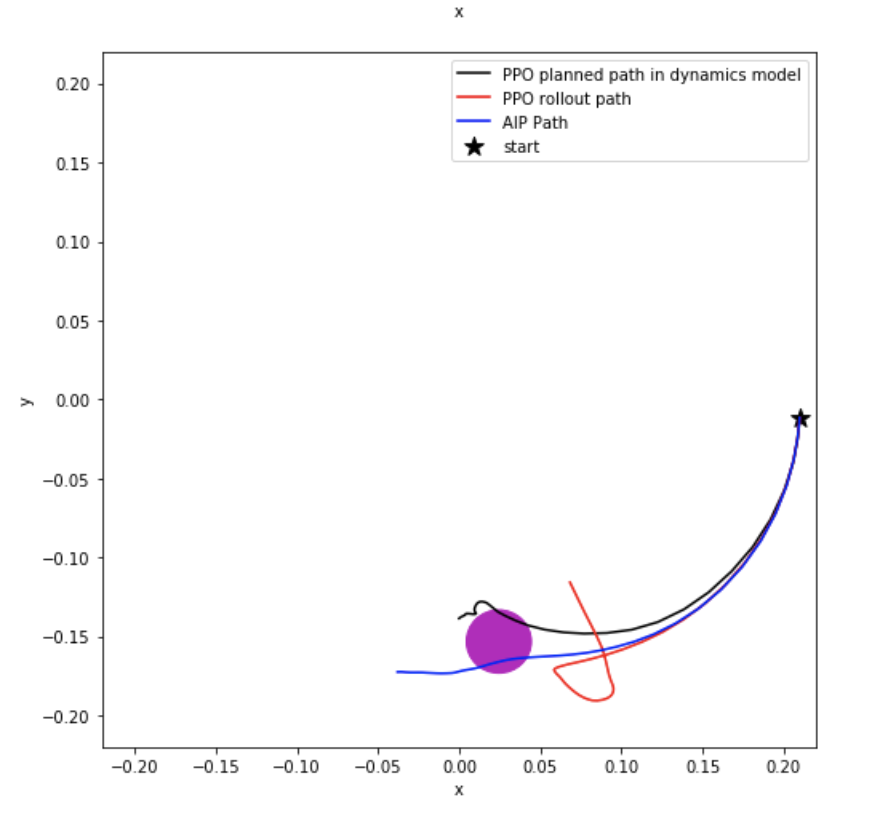 x
0.20
0.15
0.10
0.05
0.00
−0.05
−0.10
−0.15
−0.20
y
PPO planned path in dynamics model
PPO rollout path
AIP Path
start
−0.20 −0.15 −0.10 −0.05 0.00 0.05 0.10 0.15 0.20
x